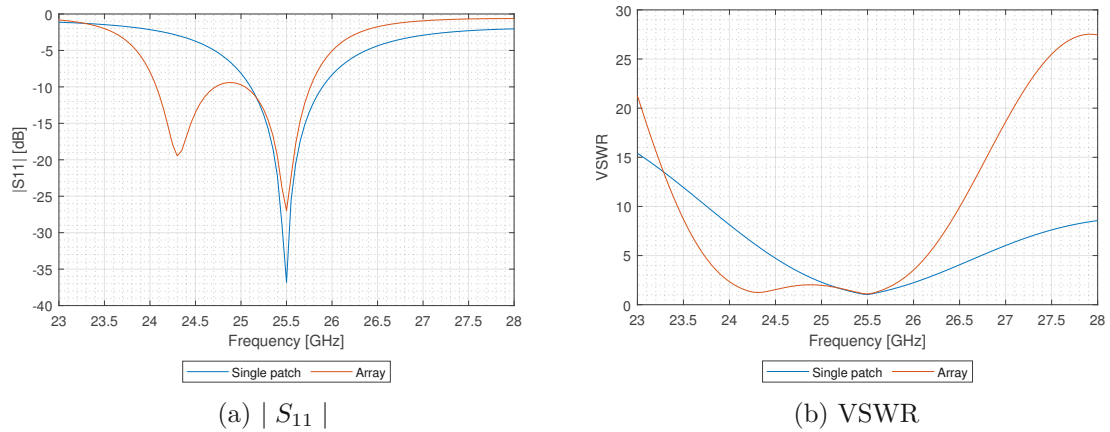 0
-5
-10
-15
-20
-25
-30
-35
-40
|S11| [dB]
23 23.5 24 24.5 25 25.5 26 26.5 27 27.5 28
Frequency [GHz]
Single patch Array
(a) | S11 |
30
25
20
15
10
5
0
VSWR
23 23.5 24 24.5 25 25.5 26 26.5 27 27.5 28
Frequency [GHz]
Single patch Array
(b) VSWR